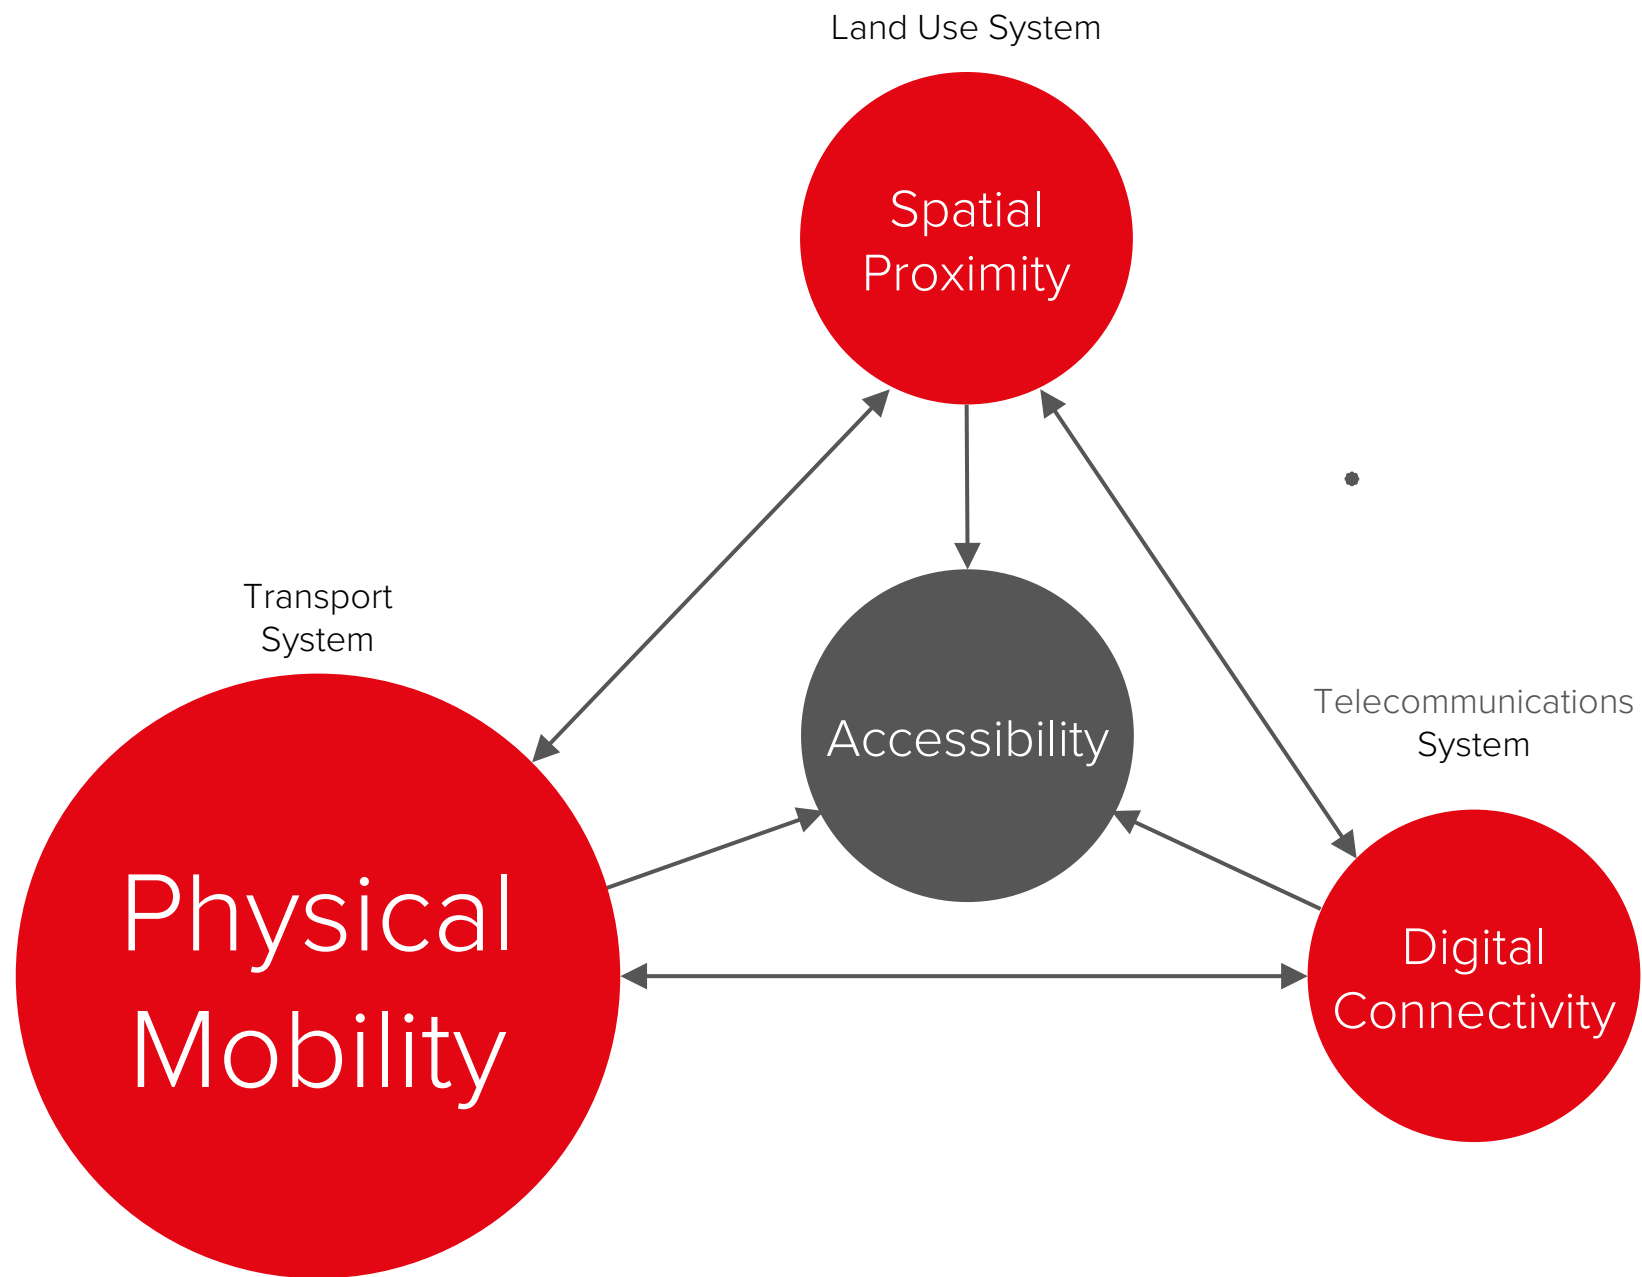 Land Use System
Spatial
Proximity
Transport
System
Accessibility
Telecommunications
System
Physical
Mobility
Digital
Connectivity